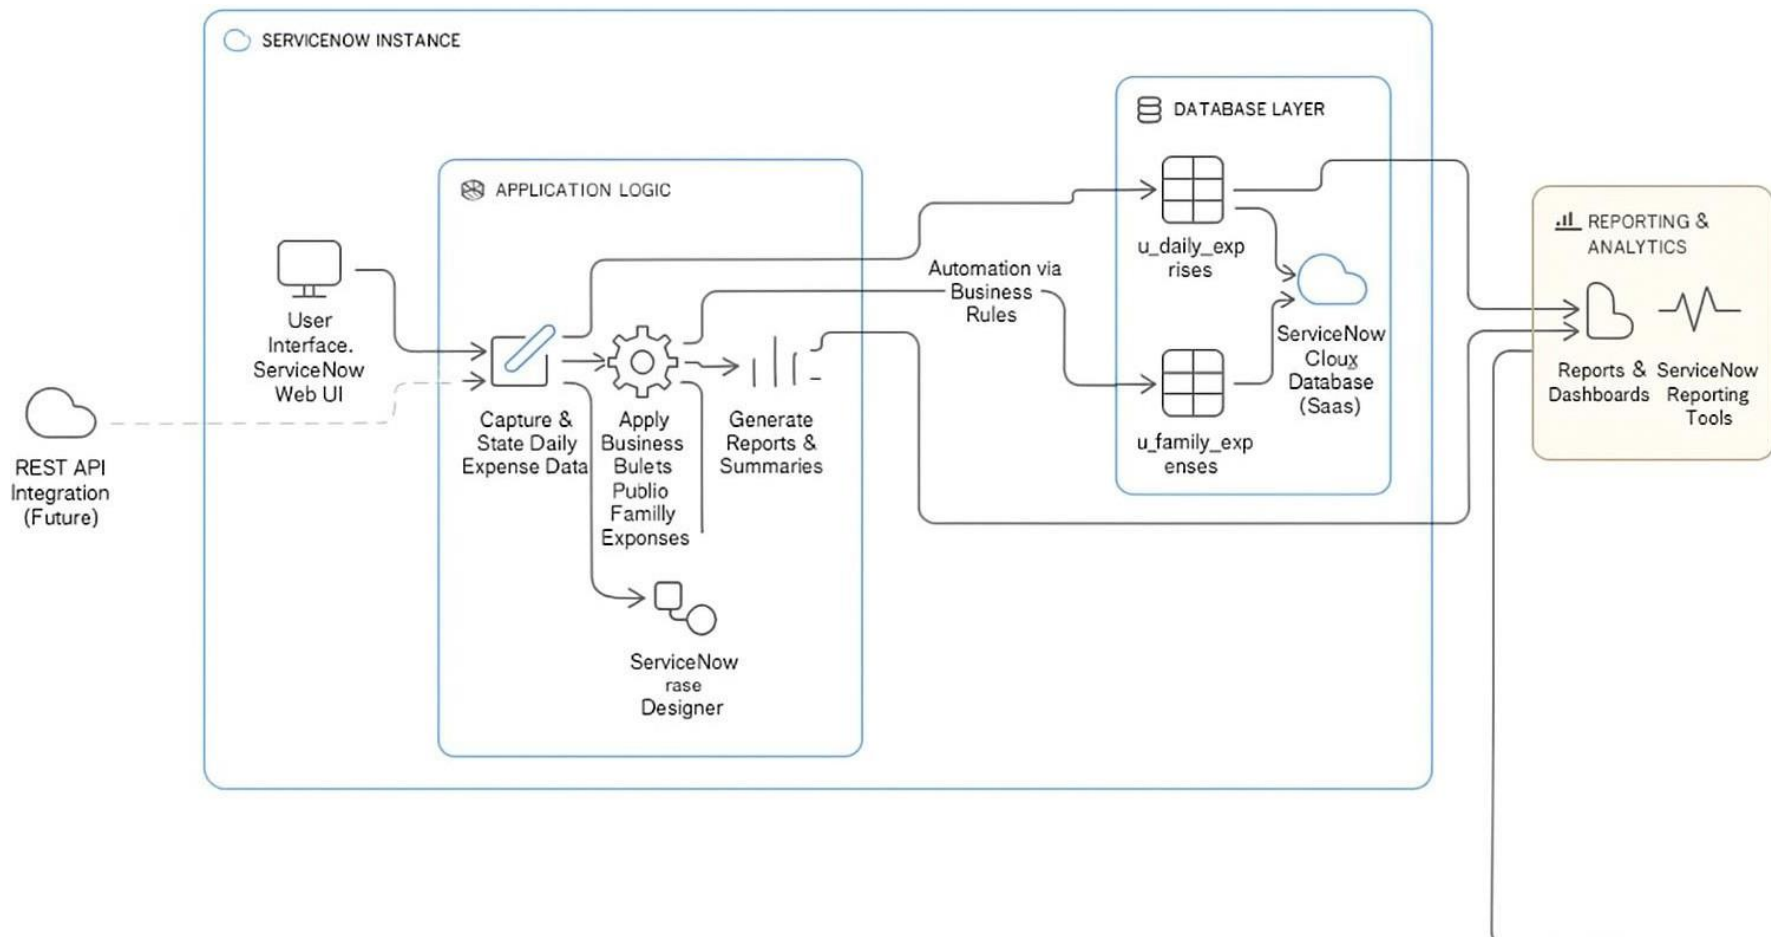 SERVICENOW INSTANCE
DATABASE LAYER
APPLICATION LOGIC
REPORTING &
ANALYTICS
User
Interface.
ServiceNow
Web UI
REST API
Integration
(Future)
Capture &
State Daily
Expense Data
Apply
Business
Bulets
Publio
Familly
Exponses
Generate
Reports &
Summaries
ServiceNow
rase
Designer
Automation via
Business
Rules
u_daily_exp
rises
u_family_exp
enses
ServiceNow
Cloux
Database
(Saas)
Reports &
Dashboards
ServiceNow
Reporting
Tools